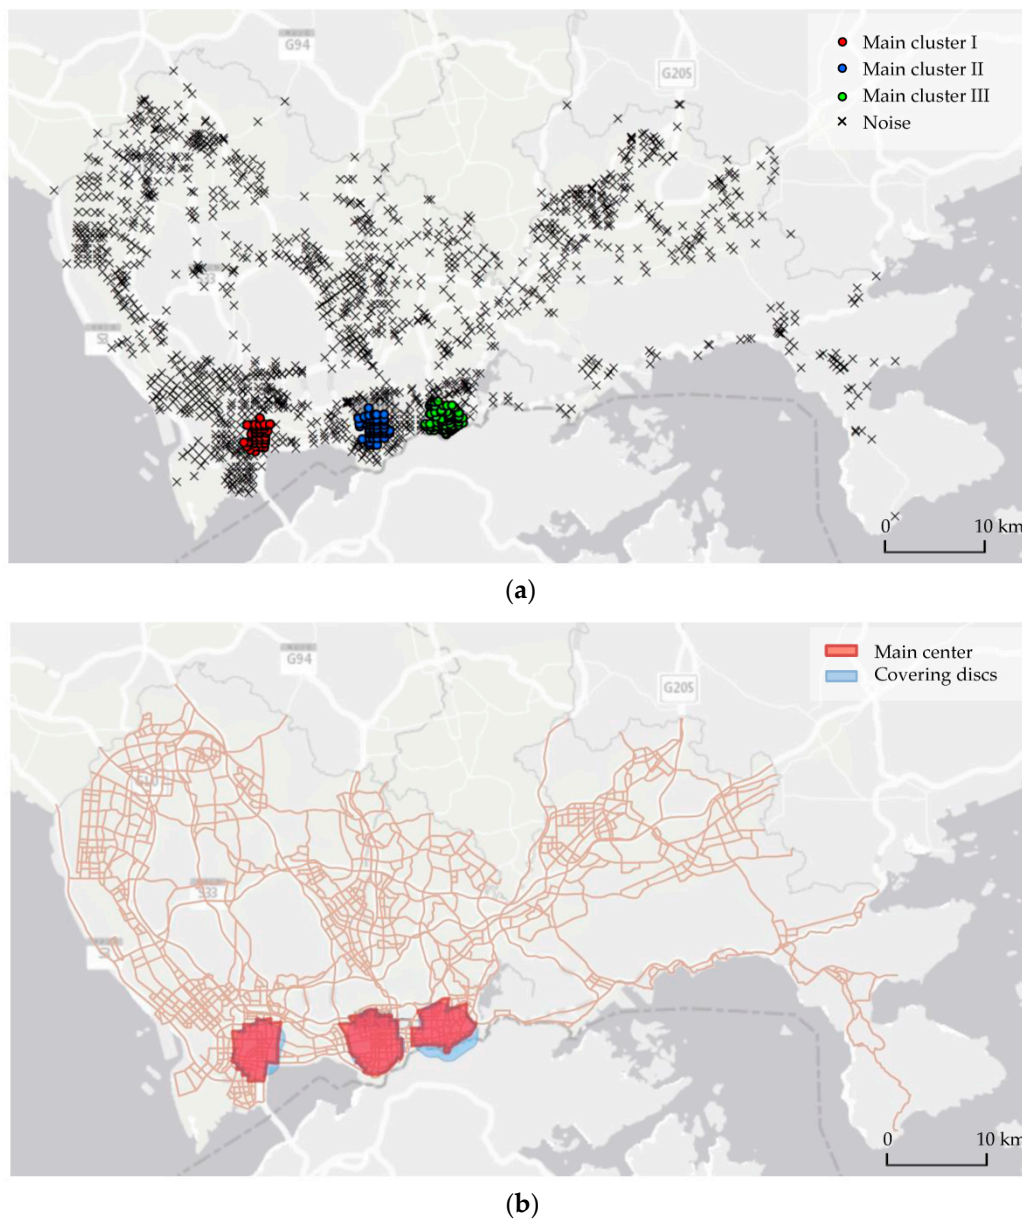 G94
G205
Main cluster I
Main cluster II
Main cluster III
Noise
S3
0 10 km
(a)
G94
G205
Main center
Covering discs
S33
0 10 km
(b)